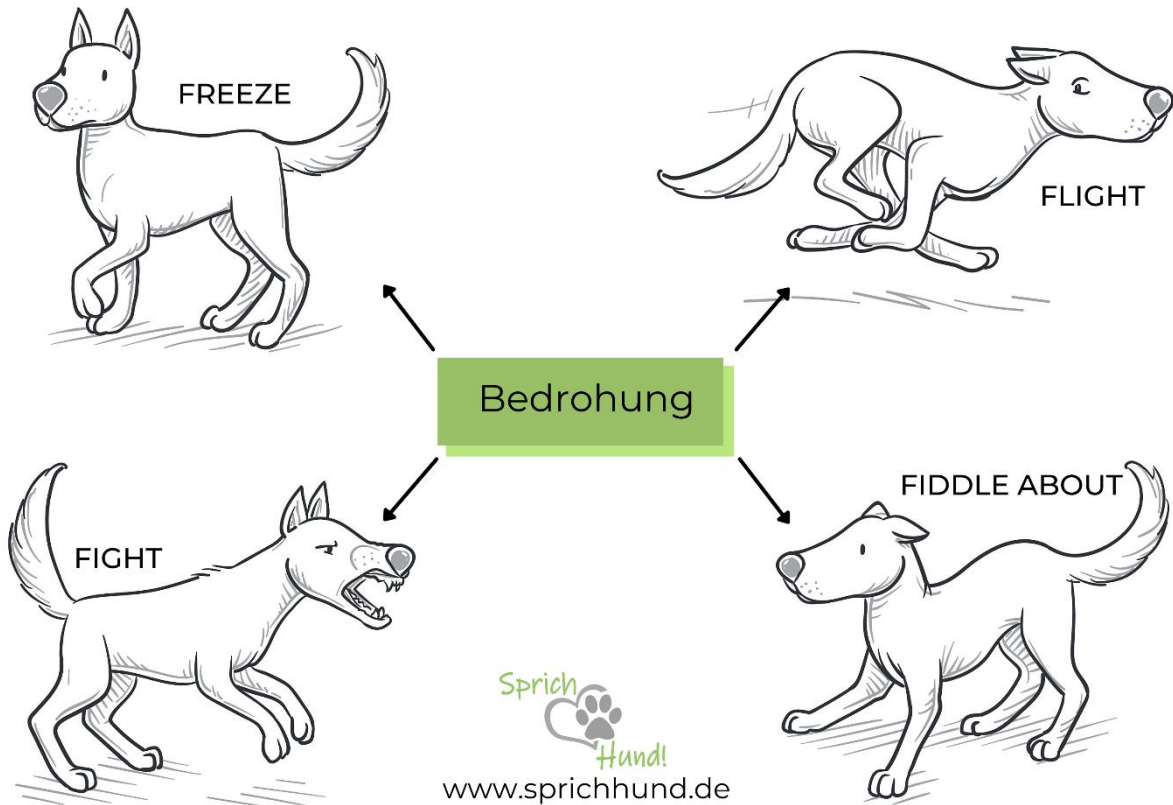 FREEZE
FLIGHT
Bedrohung
FIGHT
FIDDLE ABOUT
Sprich
Hund!
www.sprichhund.de